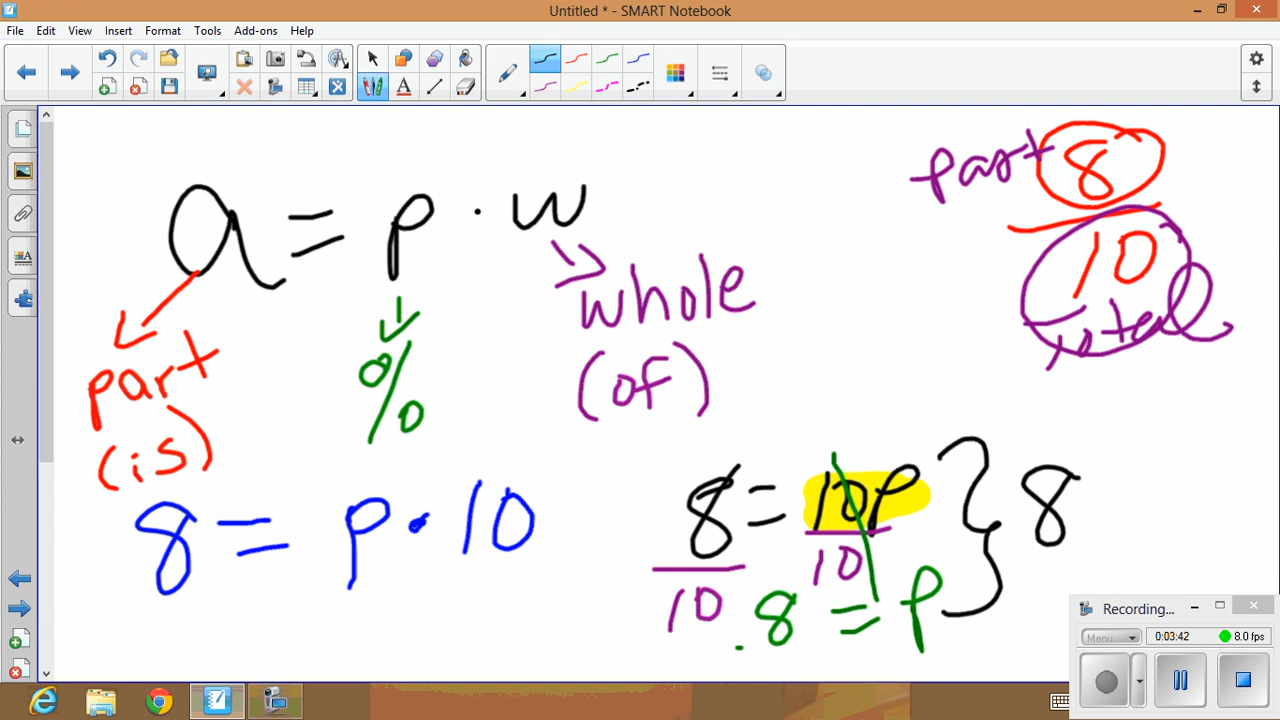 Untitled * - SMART Notebook
File Edit View Insert Format Tools Add-ons Help
part 8
10
total
a = p · w
part
(is)
%
whole
(of)
8 = p · 10
8 = 10p } 8
10 10
.8 = p
Recording...
Menu 0:03:42 8.0 fps